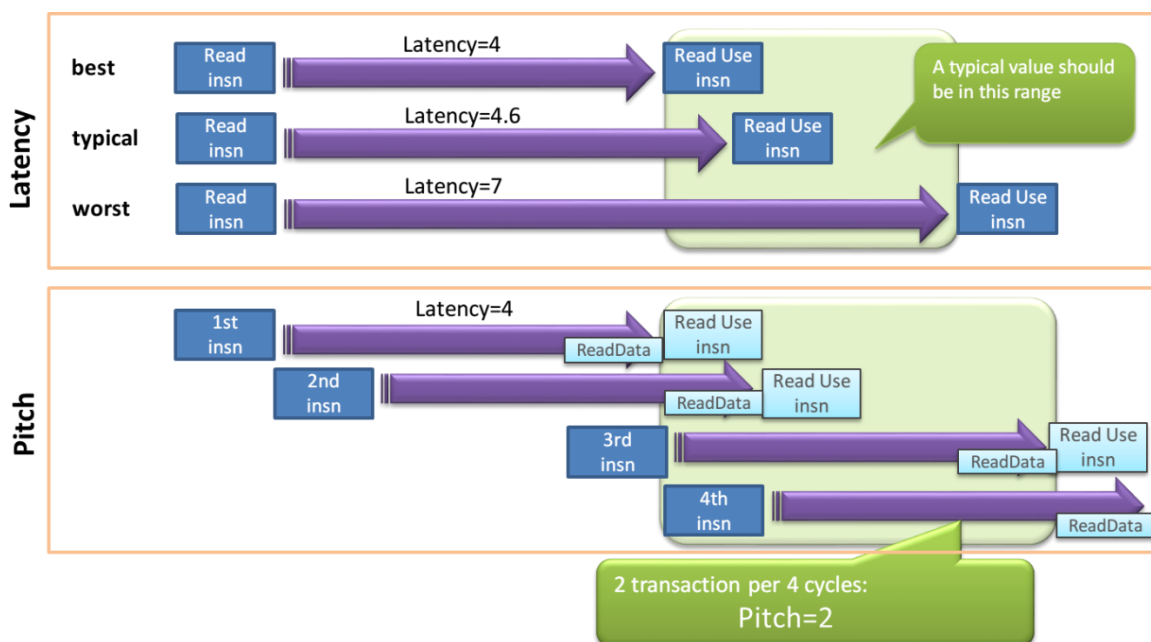 Latency
best
Read
insn
Latency=4
Read Use
insn
A typical value should
be in this range
typical
Read
insn
Latency=4.6
Read Use
insn
worst
Read
insn
Latency=7
Read Use
insn
Pitch
1st
insn
Latency=4
ReadData
Read Use
insn
2nd
insn
ReadData
Read Use
insn
3rd
insn
ReadData
Read Use
insn
4th
insn
ReadData
2 transaction per 4 cycles:
Pitch=2